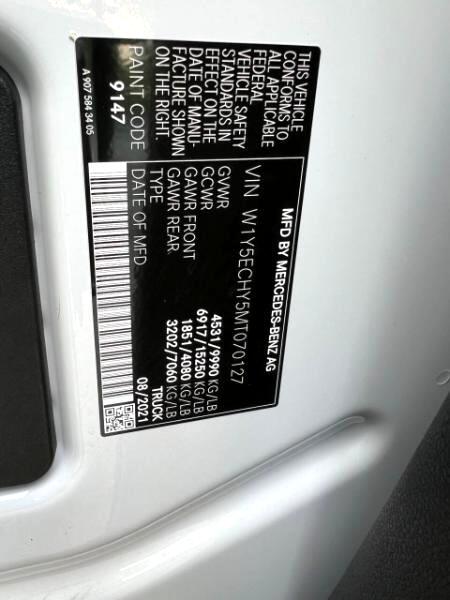 MFD BY MERCEDES-BENZ AG
VIN W1Y5ECHY5MT070127
GVWR 4531/9990 KG/LB
GCWR 6917/15250 KG/LB
GAWR FRONT 1851/4080 KG/LB
GAWR REAR 3202/7060 KG/LB
TRUCK
DATE OF MFD 08/2021
THIS VEHICLE
CONFORMS TO
ALL APPLICABLE
FEDERAL
VEHICLE SAFETY
STANDARDS IN
EFFECT ON THE
DATE OF MANU-
FACTURE SHOWN
ON THE RIGHT.
PAINT CODE
9147
A 907 584 34 05